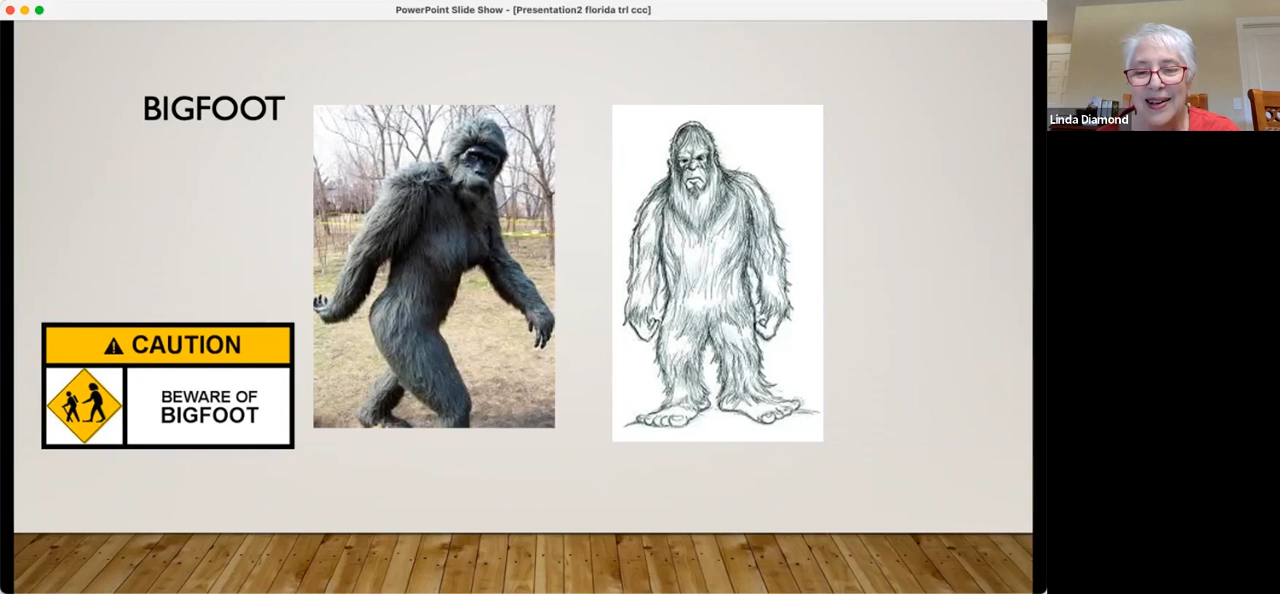 PowerPoint Slide Show - [Presentation2 florida trl ccc]
BIGFOOT
CAUTION
BEWARE OF
BIGFOOT
Linda Diamond